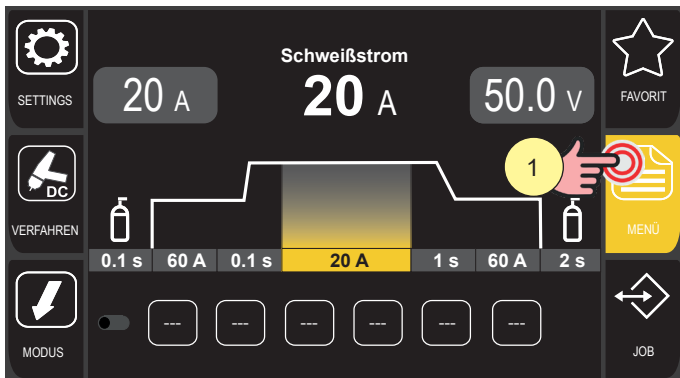 SETTINGS
VERFAHREN
DC
MODUS
Schweißstrom
20 A
20 A
50.0 V
0.1 s 60 A 0.1 s 20 A 1 s 60 A 2 s
--- --- --- --- --- ---
1
FAVORIT
MENÜ
JOB